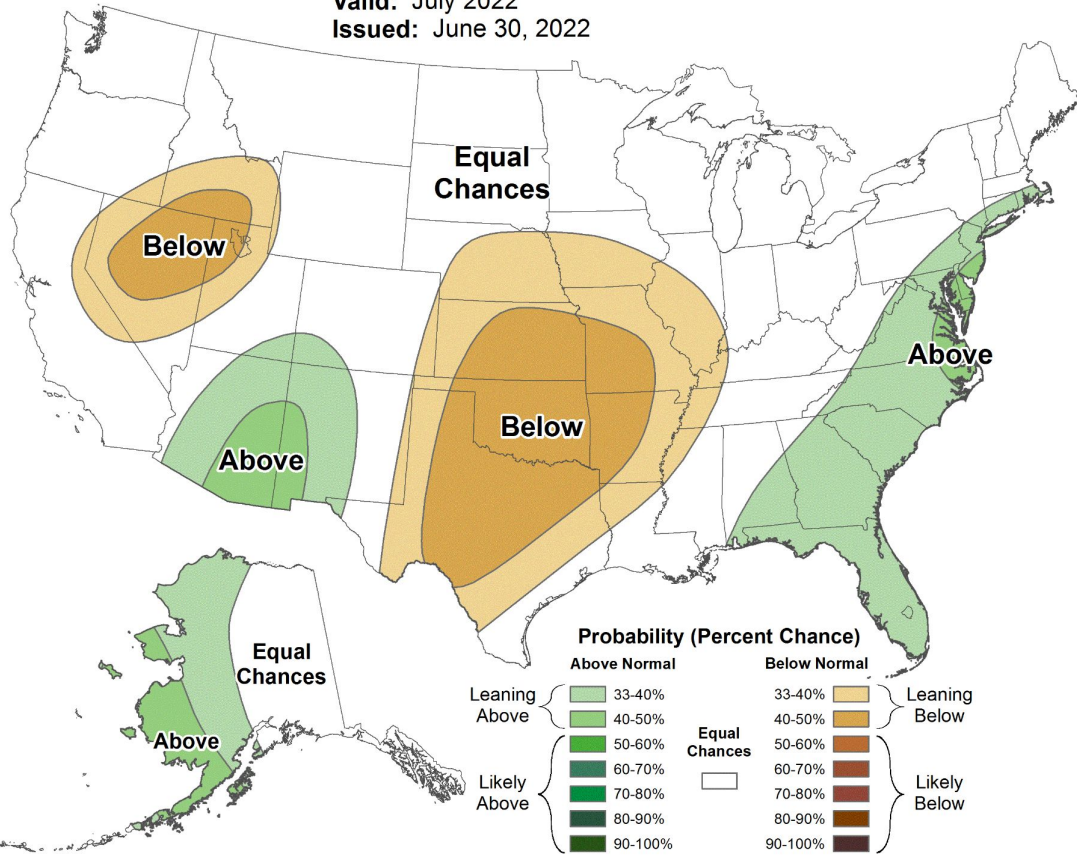 Valid: July 2022
Issued: June 30, 2022
Equal
Chances
Below
Above
Below
Above
Equal
Chances
Above
Probability (Percent Chance)
Above Normal
Below Normal
Leaning
Above
33-40%
40-50%
Likely
Above
50-60%
60-70%
70-80%
80-90%
90-100%
Equal
Chances
33-40%
40-50%
Leaning
Below
50-60%
60-70%
70-80%
80-90%
90-100%
Likely
Below